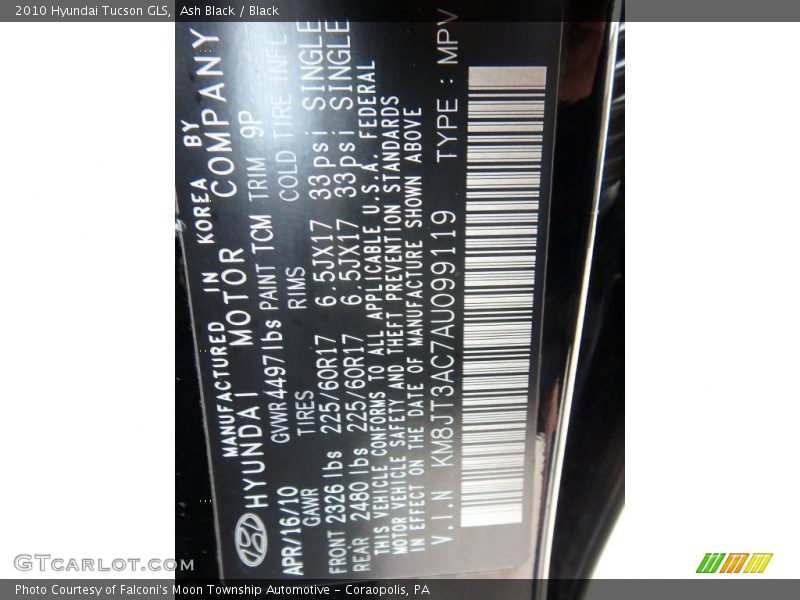 2010 Hyundai Tucson GLS, Ash Black / Black
MANUFACTURED IN KOREA BY
HYUNDAI MOTOR COMPANY
APR/16/10 GVWR 4497lbs PAINT TCM TRIM 9P
GAWR TIRES RIMS COLD TIRE INFL
FRONT 2326 lbs 225/60R17 6.5JX17 33psi SINGLE
REAR 2480 lbs 225/60R17 6.5JX17 33psi SINGLE
THIS VEHICLE CONFORMS TO ALL APPLICABLE U.S.A. FEDERAL
MOTOR VEHICLE SAFETY AND THEFT PREVENTION STANDARDS
IN EFFECT ON THE DATE OF MANUFACTURE SHOWN ABOVE
V.I.N KM8JT3AC7AU099119 TYPE : MPV
GTCarLot.com
Photo Courtesy of Falconi's Moon Township Automotive - Coraopolis, PA